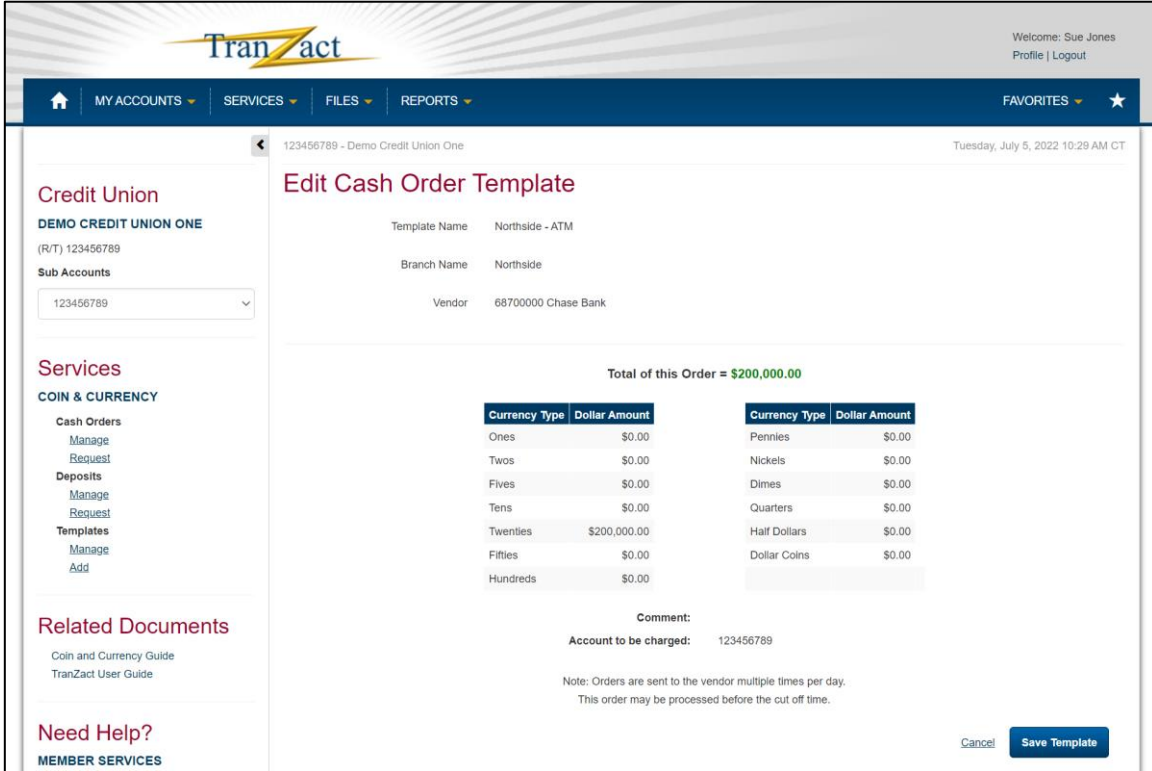 TranZact
Welcome: Sue Jones
Profile | Logout
MY ACCOUNTS
SERVICES
FILES
REPORTS
FAVORITES
123456789 - Demo Credit Union One
Tuesday, July 5, 2022 10:29 AM CT
Credit Union
DEMO CREDIT UNION ONE
(R/T) 123456789
Sub Accounts
123456789
Services
COIN & CURRENCY
Cash Orders
Manage
Request
Deposits
Manage
Request
Templates
Manage
Add
Related Documents
Coin and Currency Guide
TranZact User Guide
Need Help?
MEMBER SERVICES
Edit Cash Order Template
Template Name Northside - ATM
Branch Name Northside
Vendor 68700000 Chase Bank
Total of this Order = $200,000.00
Currency Type Dollar Amount
Ones $0.00
Twos $0.00
Fives $0.00
Tens $0.00
Twenties $200,000.00
Fifties $0.00
Hundreds $0.00
Currency Type Dollar Amount
Pennies $0.00
Nickels $0.00
Dimes $0.00
Quarters $0.00
Half Dollars $0.00
Dollar Coins $0.00
Comment:
Account to be charged: 123456789
Note: Orders are sent to the vendor multiple times per day.
This order may be processed before the cut off time.
Cancel
Save Template